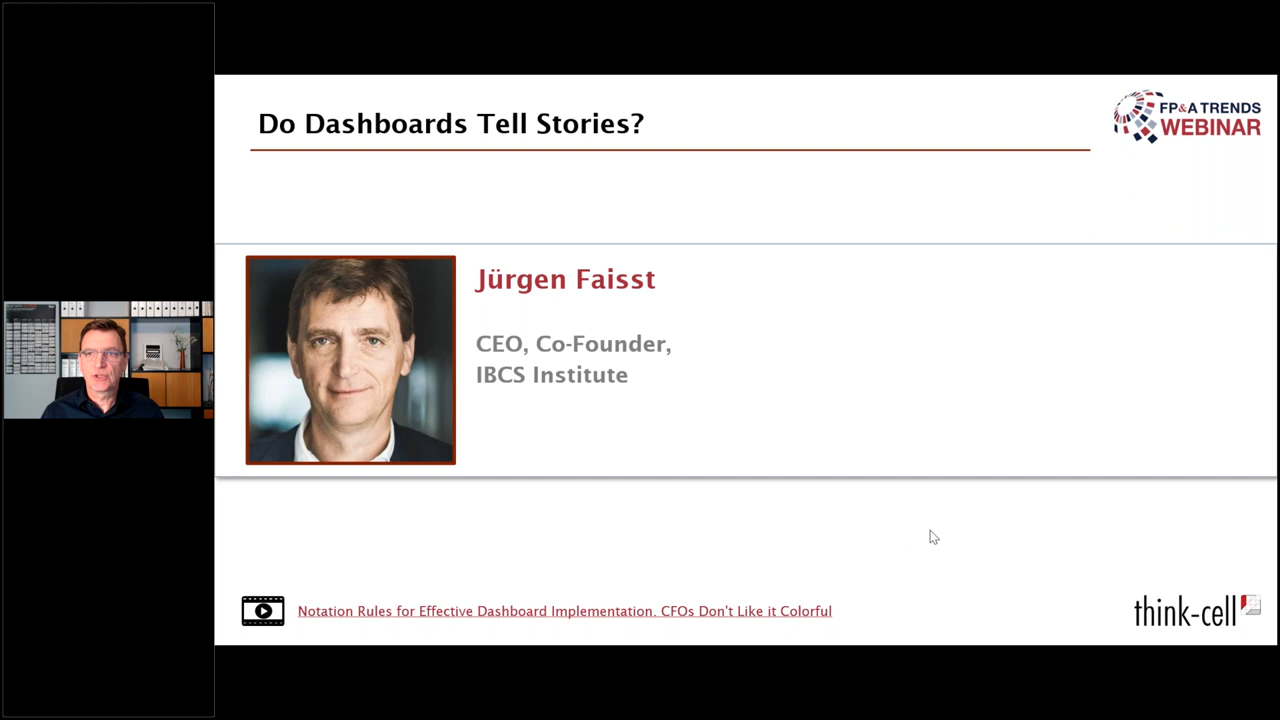 Do Dashboards Tell Stories?
FP&A TRENDS
WEBINAR
Jürgen Faisst
CEO, Co-Founder,
IBCS Institute
Notation Rules for Effective Dashboard Implementation. CFOs Don't Like it Colorful
think-cell